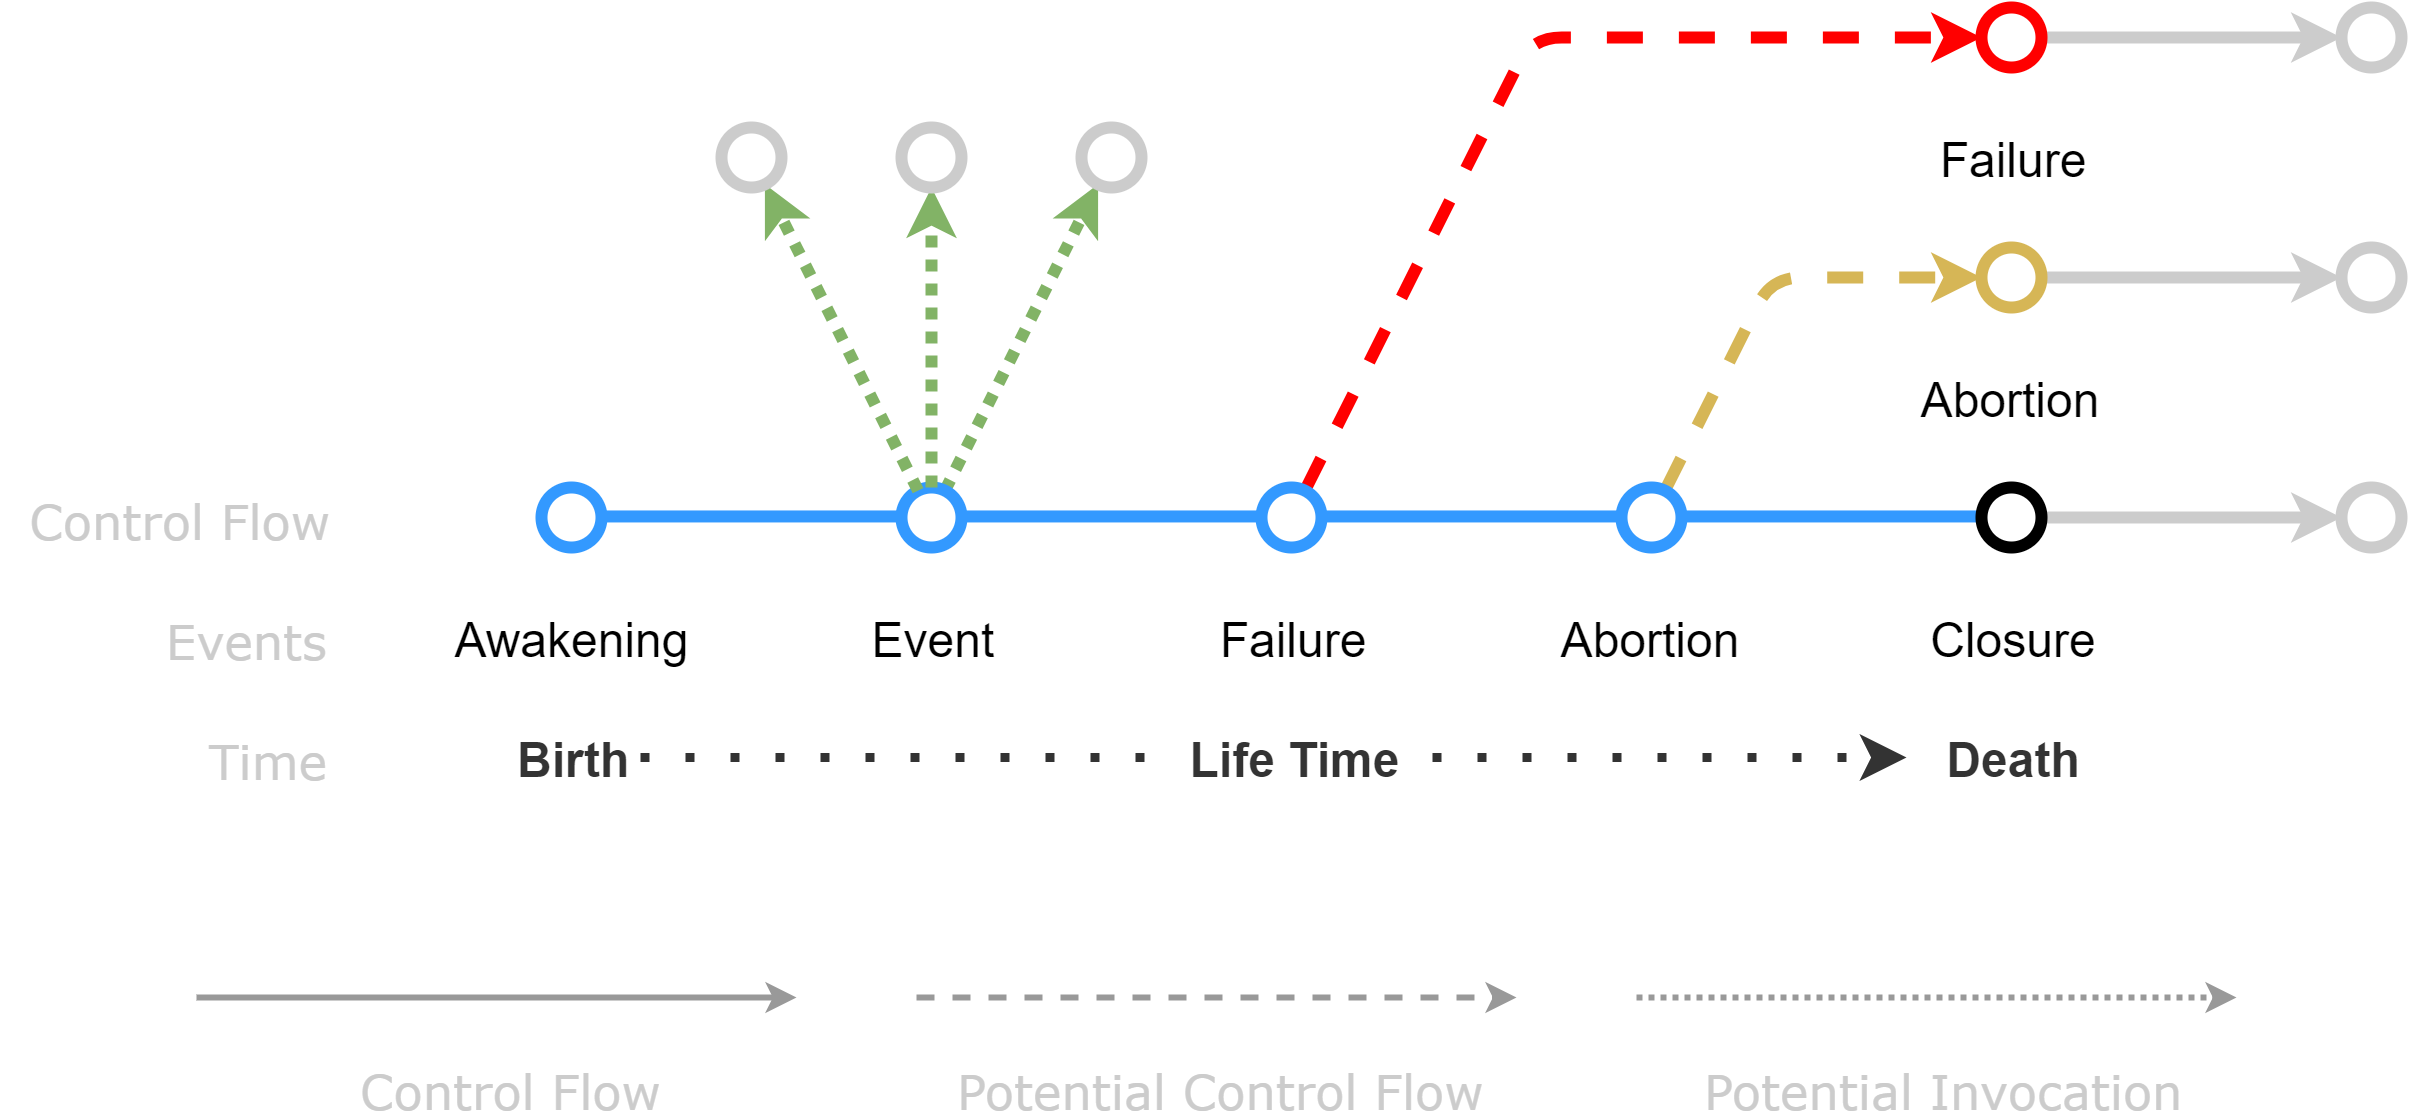 Failure
Abortion
Control Flow
Events Awakening Event Failure Abortion Closure
Time Birth Life Time Death
Control Flow Potential Control Flow Potential Invocation